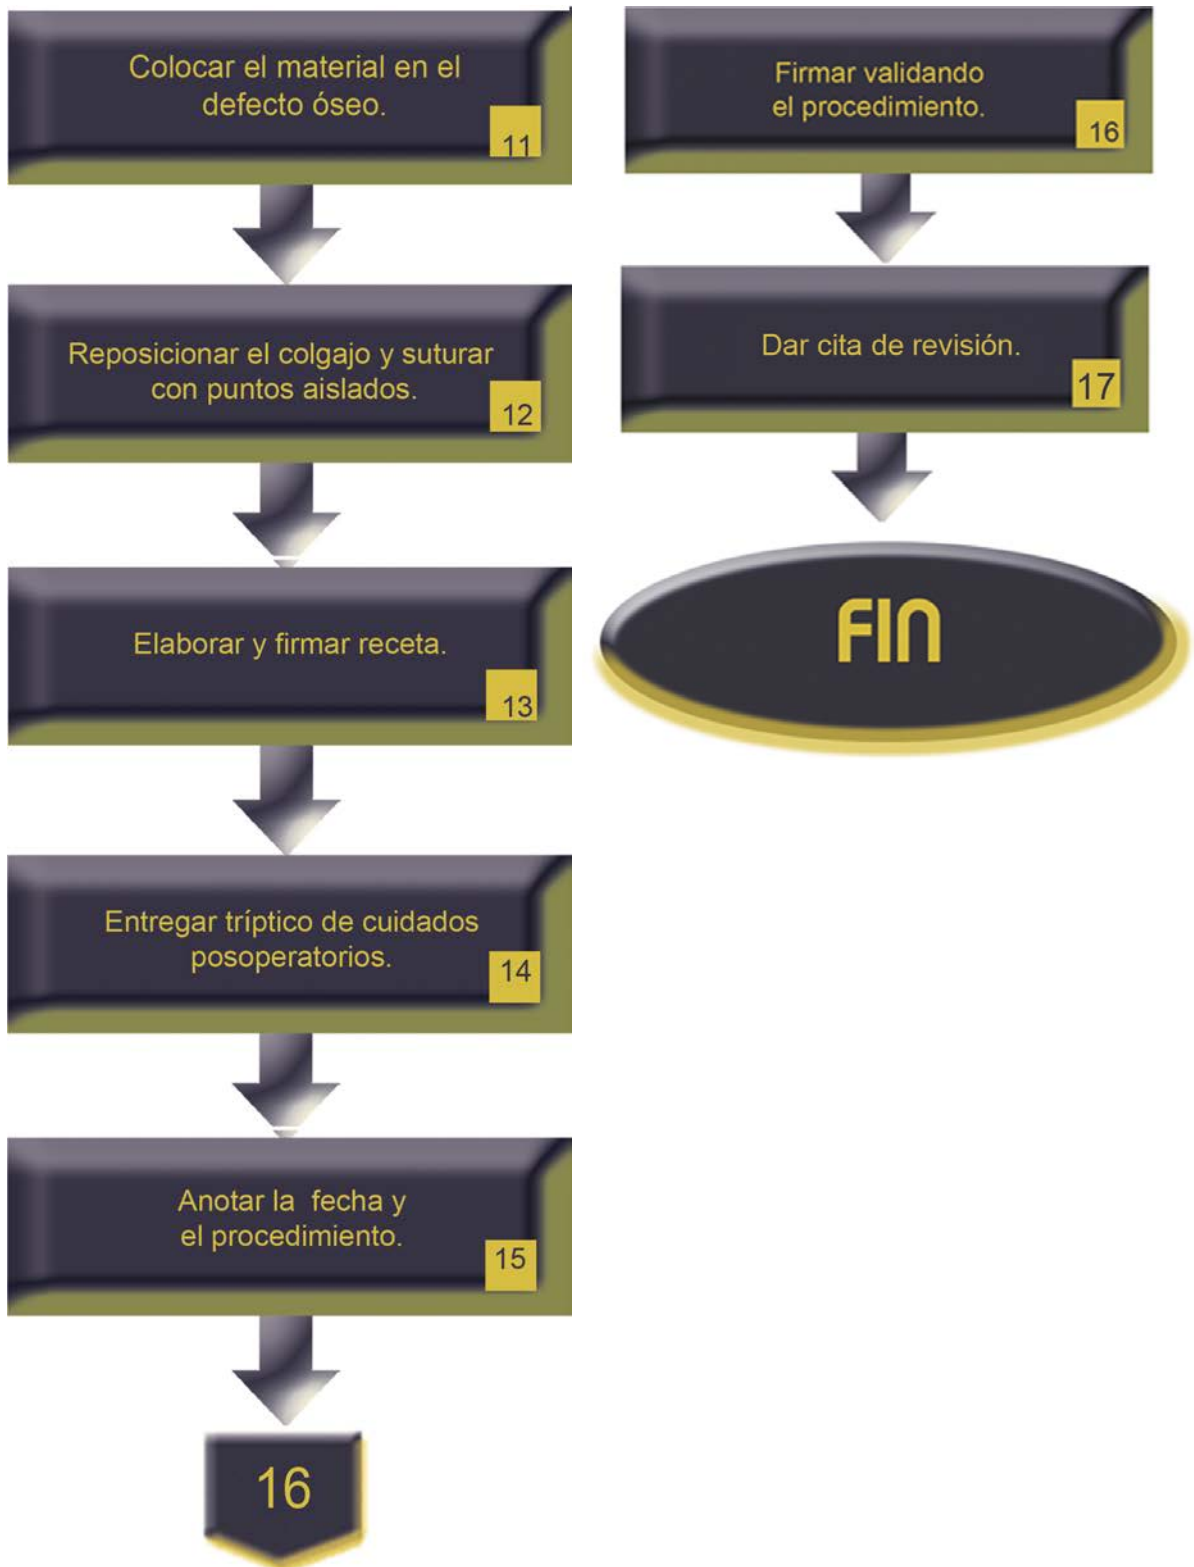 Colocar el material en el
defecto óseo.
11
Reposicionar el colgajo y suturar
con puntos aislados.
12
Elaborar y firmar receta.
13
Entregar tríptico de cuidados
posoperatorios.
14
Anotar la fecha y
el procedimiento.
15
16
Firmar validando
el procedimiento.
16
Dar cita de revisión.
17
FIN